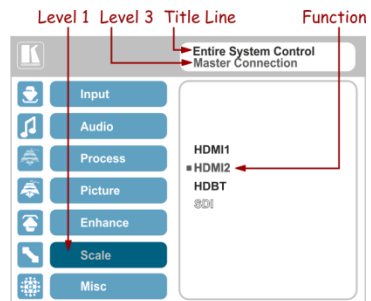 Level 1 Level 3 Title Line Function
Entire System Control
Master Connection
Input
Audio
Process
Picture
Enhance
Scale
Misc
HDMI1
HDMI2
HDBT
SDI